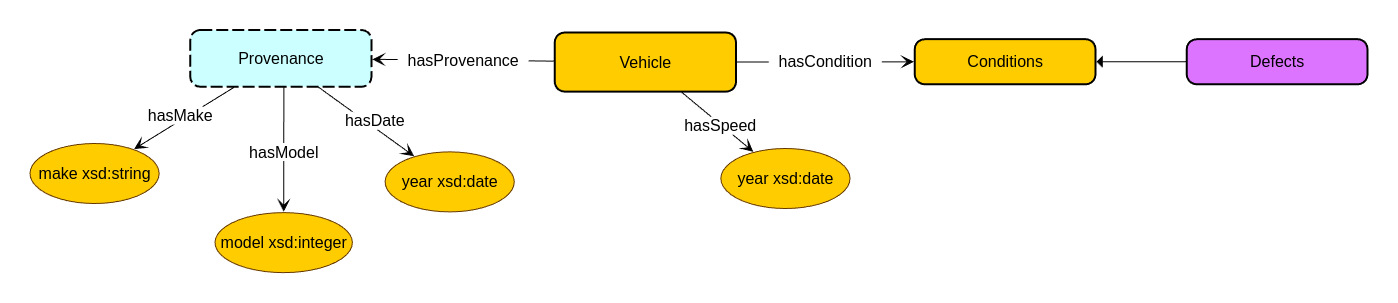 Provenance
hasProvenance
Vehicle
hasCondition
Conditions
Defects
hasMake
hasDate
hasSpeed
hasModel
make xsd:string
year xsd:date
year xsd:date
model xsd:integer